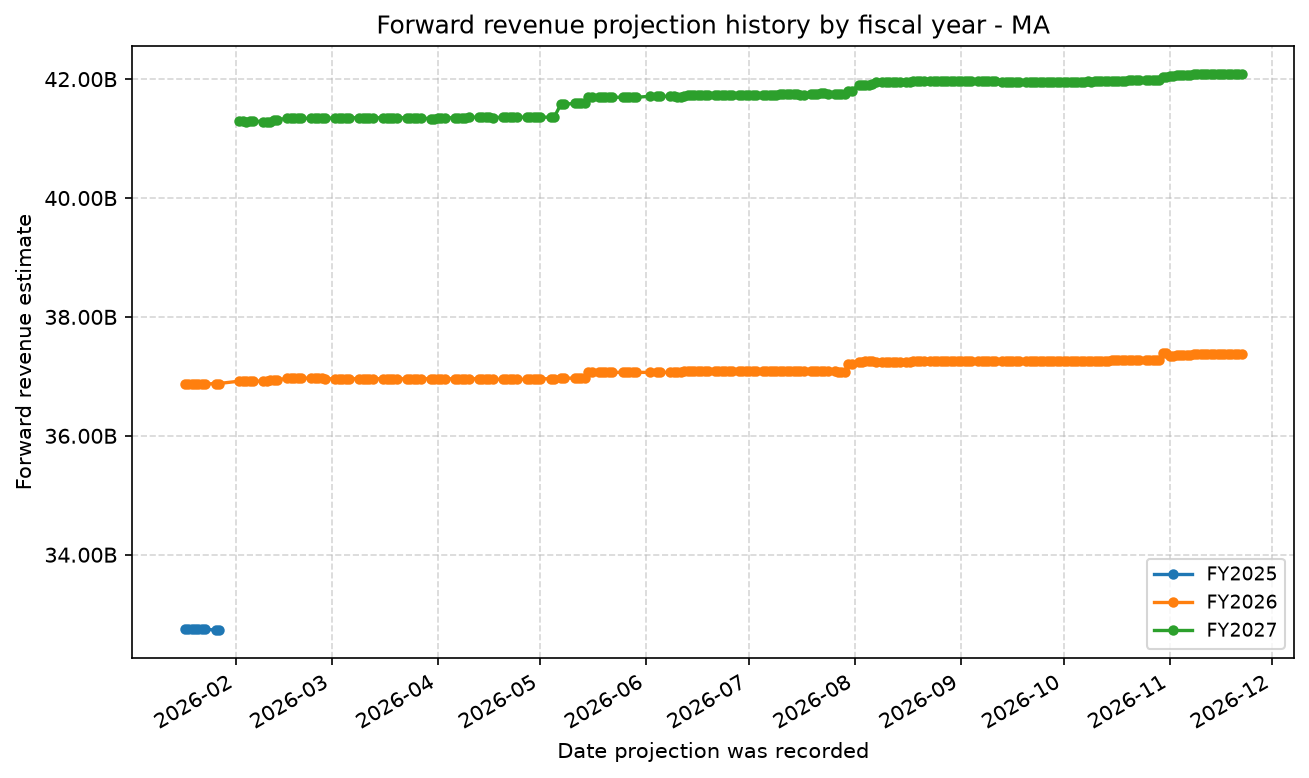 Forward revenue projection history by fiscal year - MA
Forward revenue estimate
42.00B
40.00B
38.00B
36.00B
34.00B
FY2025
FY2026
FY2027
2026-02
2026-03
2026-04
2026-05
2026-06
2026-07
2026-08
2026-09
2026-10
2026-11
2026-12
Date projection was recorded